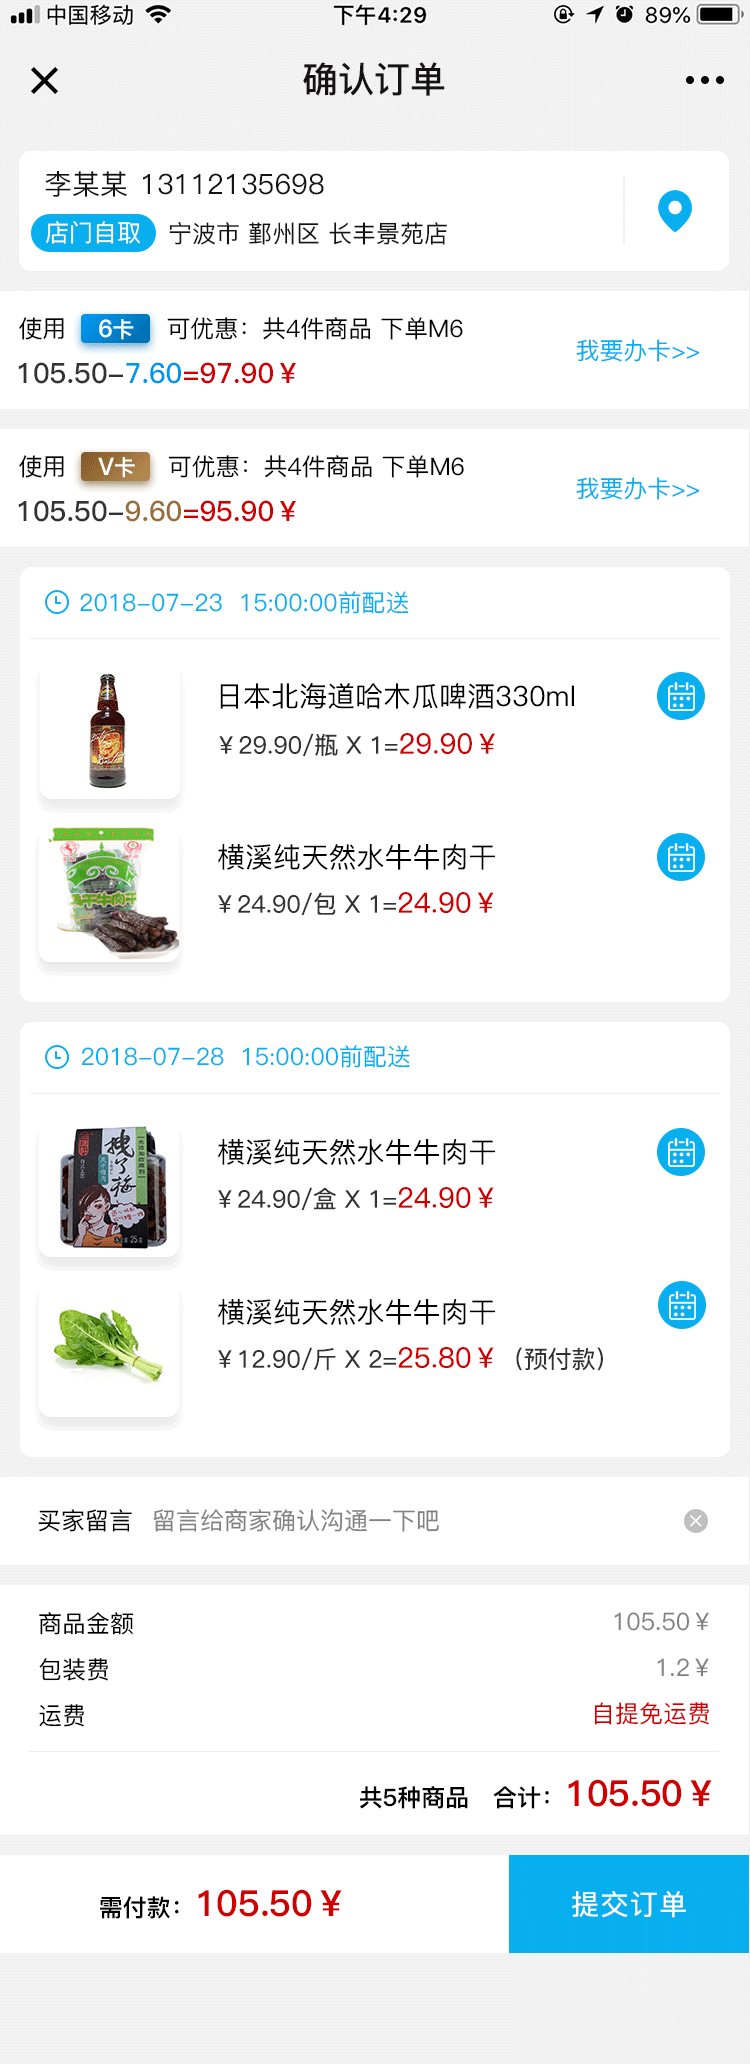 中国移动 下午4:29 89%
确认订单
李某某 13112135698
店门自取 宁波市 鄞州区 长丰景苑店
使用 6卡 可优惠：共4件商品 下单M6
105.50-7.60=97.90￥
我要办卡>>
使用 V卡 可优惠：共4件商品 下单M6
105.50-9.60=95.90￥
我要办卡>>
2018-07-23 15:00:00前配送
日本北海道哈木瓜啤酒330ml
￥29.90/瓶 X 1=29.90￥
横溪纯天然水牛牛肉干
￥24.90/包 X 1=24.90￥
2018-07-28 15:00:00前配送
横溪纯天然水牛牛肉干
￥24.90/盒 X 1=24.90￥
横溪纯天然水牛牛肉干
￥12.90/斤 X 2=25.80￥ （预付款）
买家留言 留言给商家确认沟通一下吧
商品金额 105.50￥
包装费 1.2￥
运费 自提免运费
共5种商品 合计：105.50￥
需付款：105.50￥ 提交订单